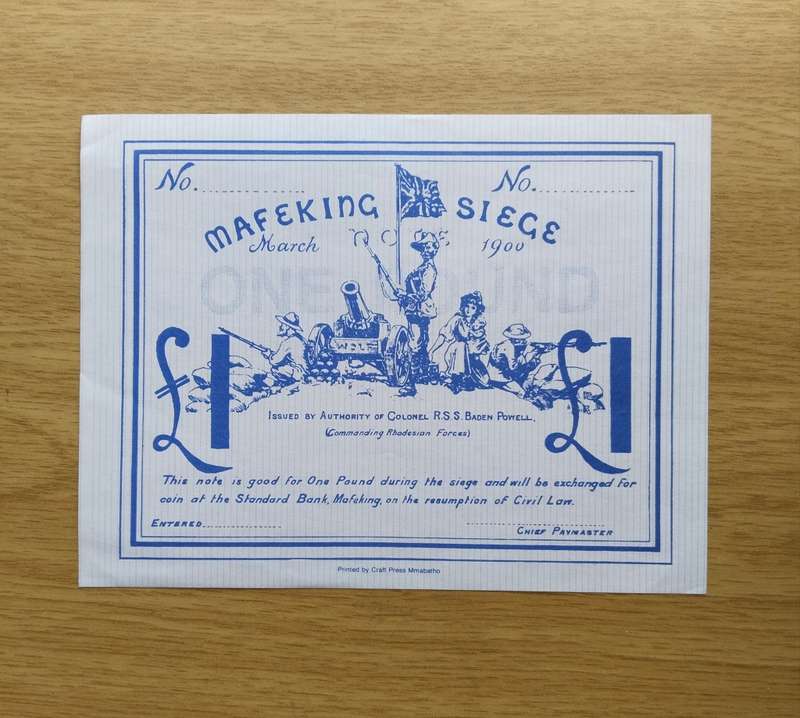 No. .............. No. ..............
MAFEKING SIEGE
March 1900
ONE POUND
WOLF
£1 £1
ISSUED BY AUTHORITY OF COLONEL R.S.S. BADEN POWELL.
(Commanding Rhodesian Forces)
This note is good for One Pound during the siege and will be exchanged for
coin at the Standard Bank, Mafeking, on the resumption of Civil Law.
ENTERED..............
CHIEF PAYMASTER
Printed by Craft Press Mmabatho